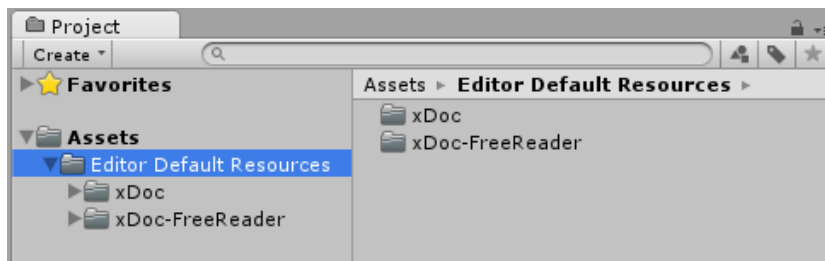 Project
Create
Favorites
Assets
Editor Default Resources
xDoc
xDoc-FreeReader
Assets ▸ Editor Default Resources ▸
xDoc
xDoc-FreeReader